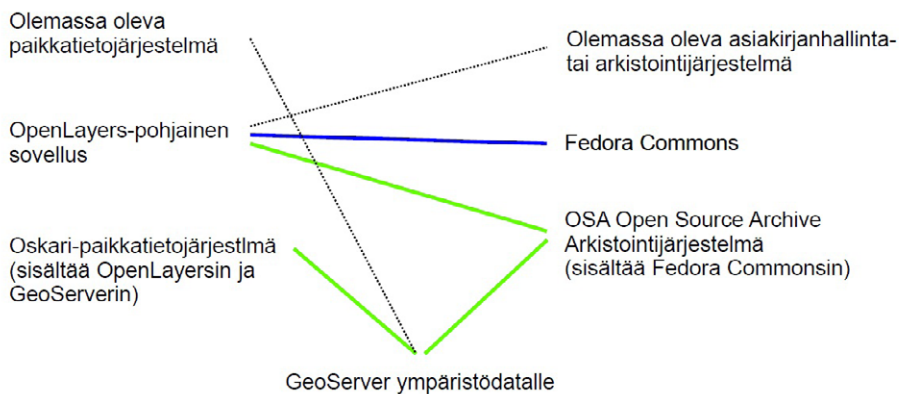 Olemassa oleva
paikkatietojärjestelmä
Olemassa oleva asiakirjanhallinta-
tai arkistointijärjestelmä
OpenLayers-pohjainen
sovellus
Fedora Commons
Oskari-paikkatietojärjestlmä
(sisältää OpenLayersin ja
GeoServerin)
OSA Open Source Archive
Arkistointijärjestelmä
(sisältää Fedora Commonsin)
GeoServer ympäristödatalle